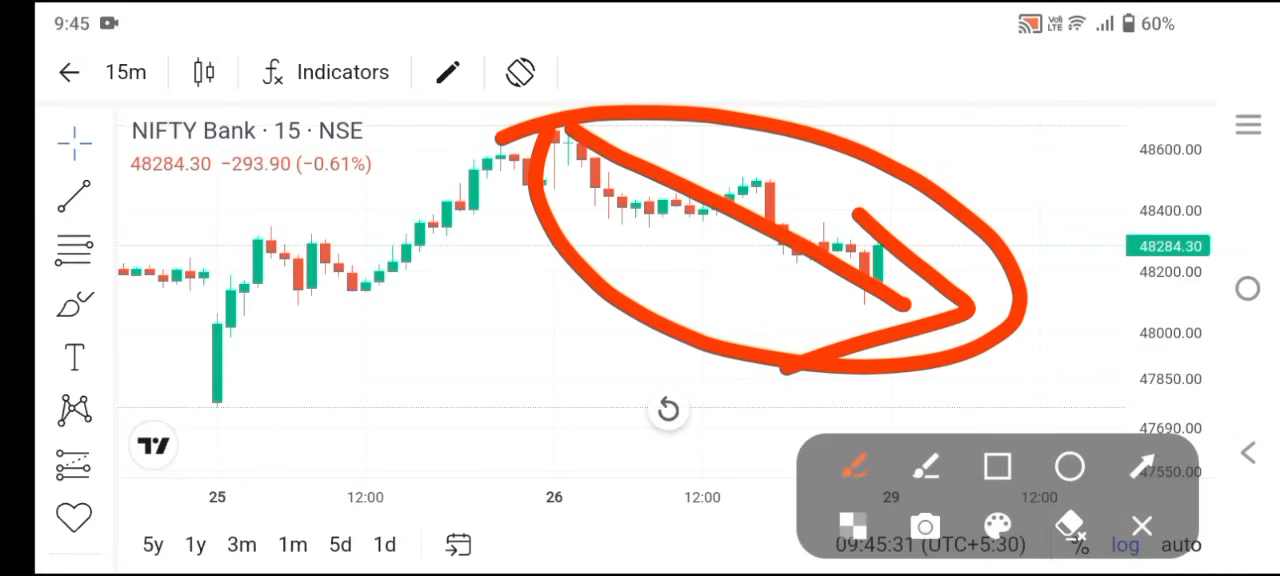 9:45
Vo) LTE 60%
15m Indicators
NIFTY Bank · 15 · NSE
48284.30 −293.90 (−0.61%)
48600.00
48400.00
48284.30
48200.00
48000.00
47850.00
47690.00
47550.00
25 12:00 26 12:00 29 12:00
5y 1y 3m 1m 5d 1d 09:45:31 (UTC+5:30) % log auto